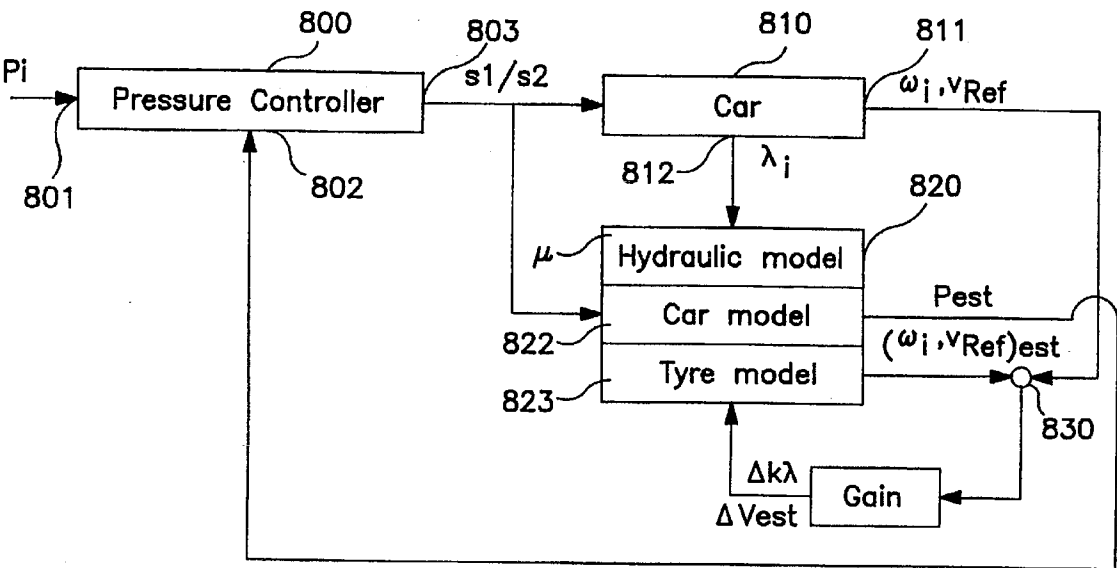 800
803
810
811
Pi
s1/s2
ωi,vRef
Pressure Controller
Car
801
802
812
λi
820
μ
Hydraulic model
Pest
822
Car model
(ωi,vRef)est
823
Tyre model
830
Δkλ
ΔVest
Gain